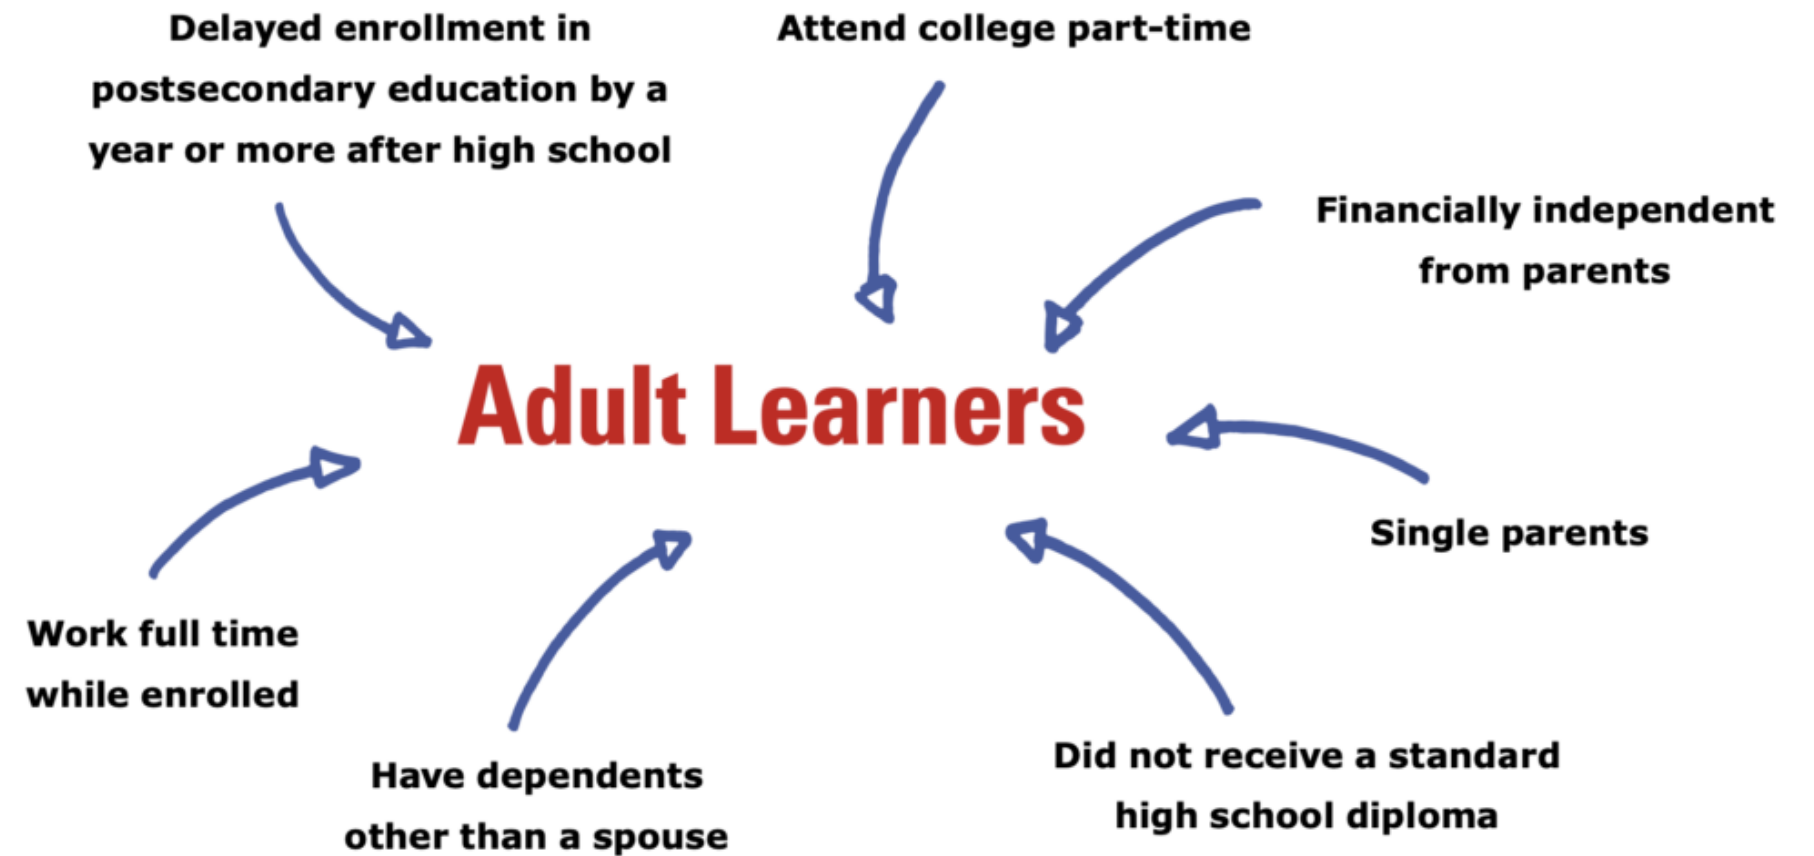 Delayed enrollment in
postsecondary education by a
year or more after high school
Attend college part-time
Financially independent
from parents
Adult Learners
Single parents
Work full time
while enrolled
Have dependents
other than a spouse
Did not receive a standard
high school diploma